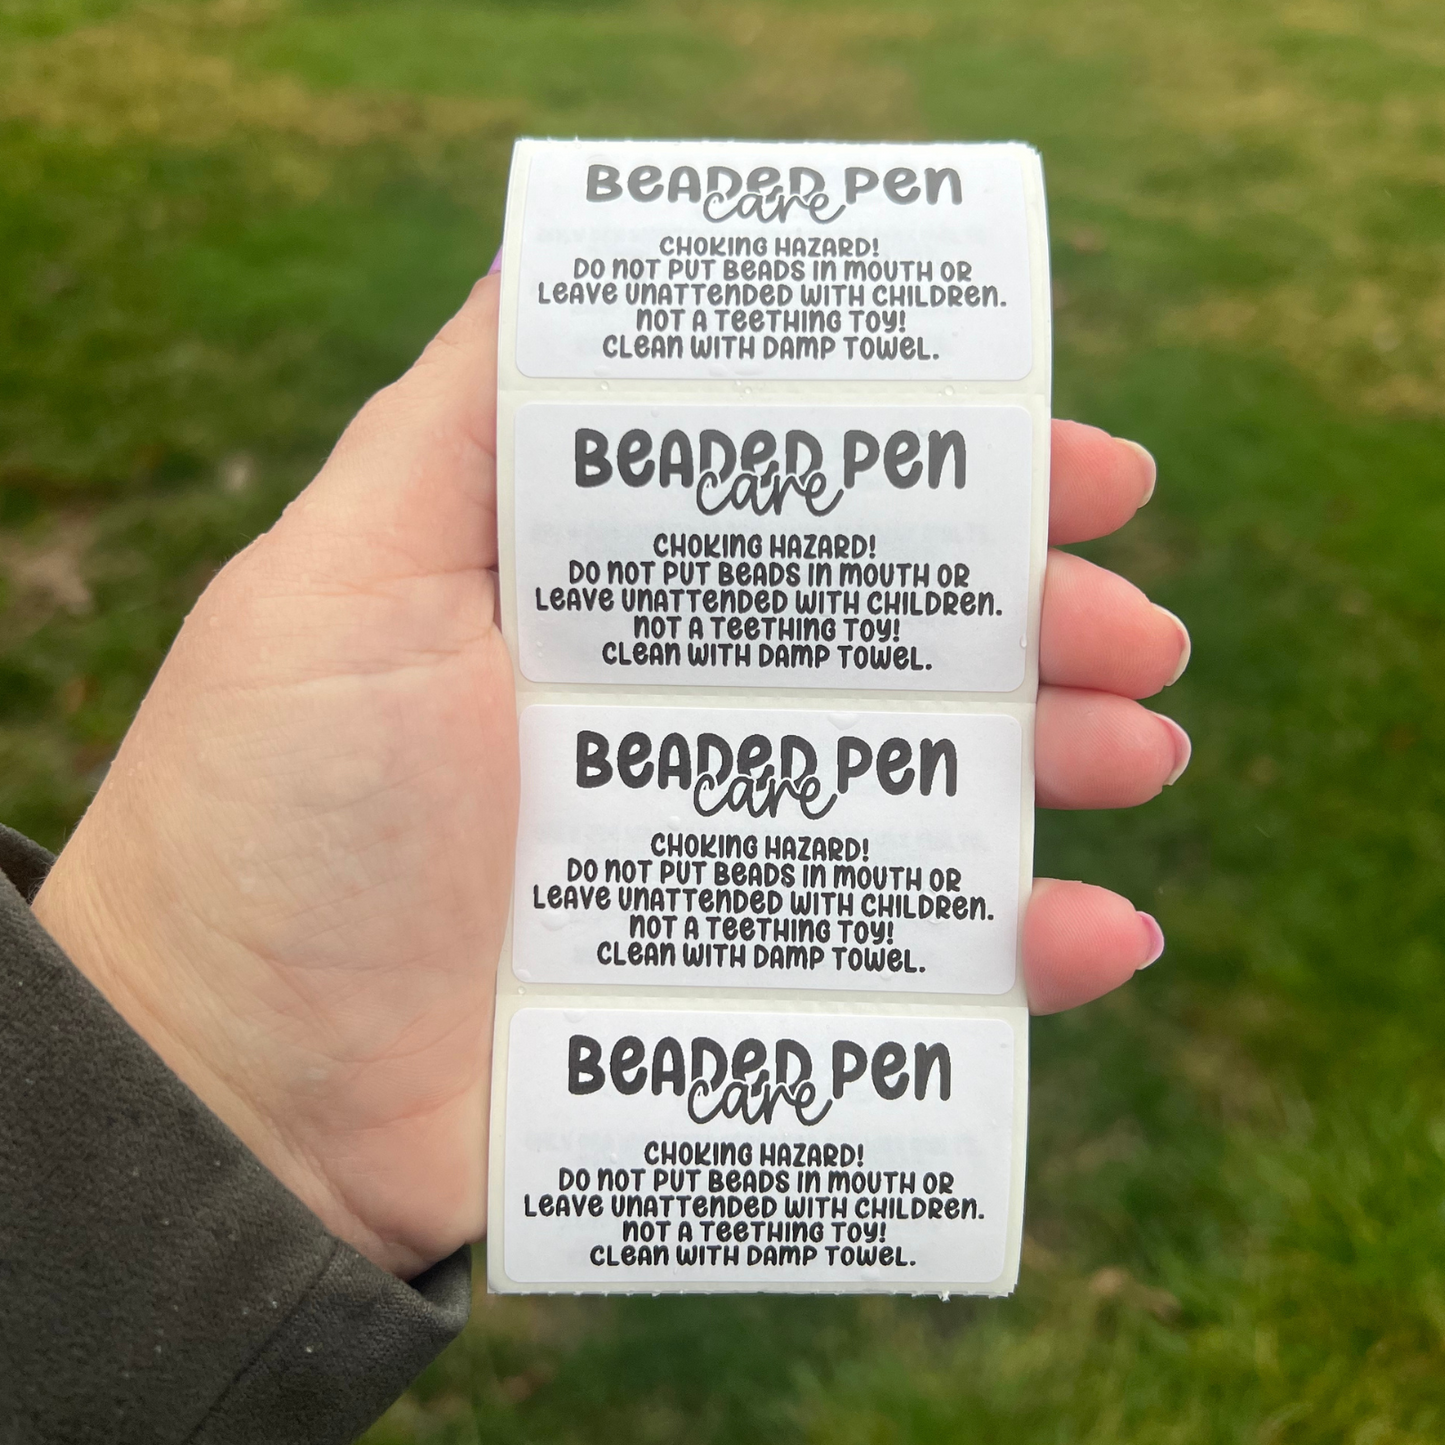 BeADeD Pen
care
CHOKING HAZARD!
DO NOT PUT BEADS IN MOUTH OR
LEAVE UNATTENDED WITH CHILDREN.
NOT A TEETHING TOY!
CLEAN WITH DAMP TOWEL.
BeADeD Pen
care
CHOKING HAZARD!
DO NOT PUT BEADS IN MOUTH OR
LEAVE UNATTENDED WITH CHILDREN.
NOT A TEETHING TOY!
CLEAN WITH DAMP TOWEL.
BeADeD Pen
care
CHOKING HAZARD!
DO NOT PUT BEADS IN MOUTH OR
LEAVE UNATTENDED WITH CHILDREN.
NOT A TEETHING TOY!
CLEAN WITH DAMP TOWEL.
BeADeD Pen
care
CHOKING HAZARD!
DO NOT PUT BEADS IN MOUTH OR
LEAVE UNATTENDED WITH CHILDREN.
NOT A TEETHING TOY!
CLEAN WITH DAMP TOWEL.